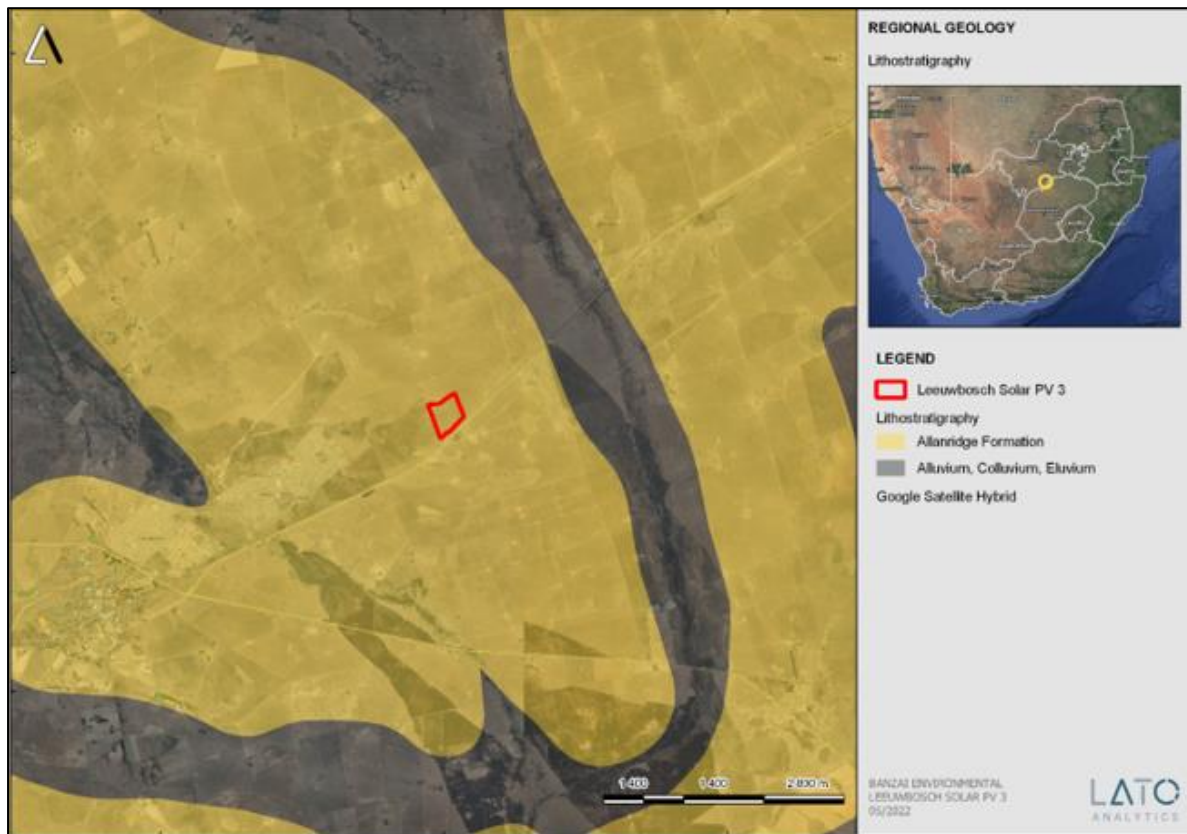 REGIONAL GEOLOGY
Lithostratigraphy
LEGEND
Leeuwbosch Solar PV 3
Lithostratigraphy
Allanridge Formation
Alluvium, Colluvium, Eluvium
Google Satellite Hybrid
1 400 1 400 2 800 m
BANZAI ENVIRONMENTAL
LEEUWBOSCH SOLAR PV 3
05/2022
LATO
ANALYTICS